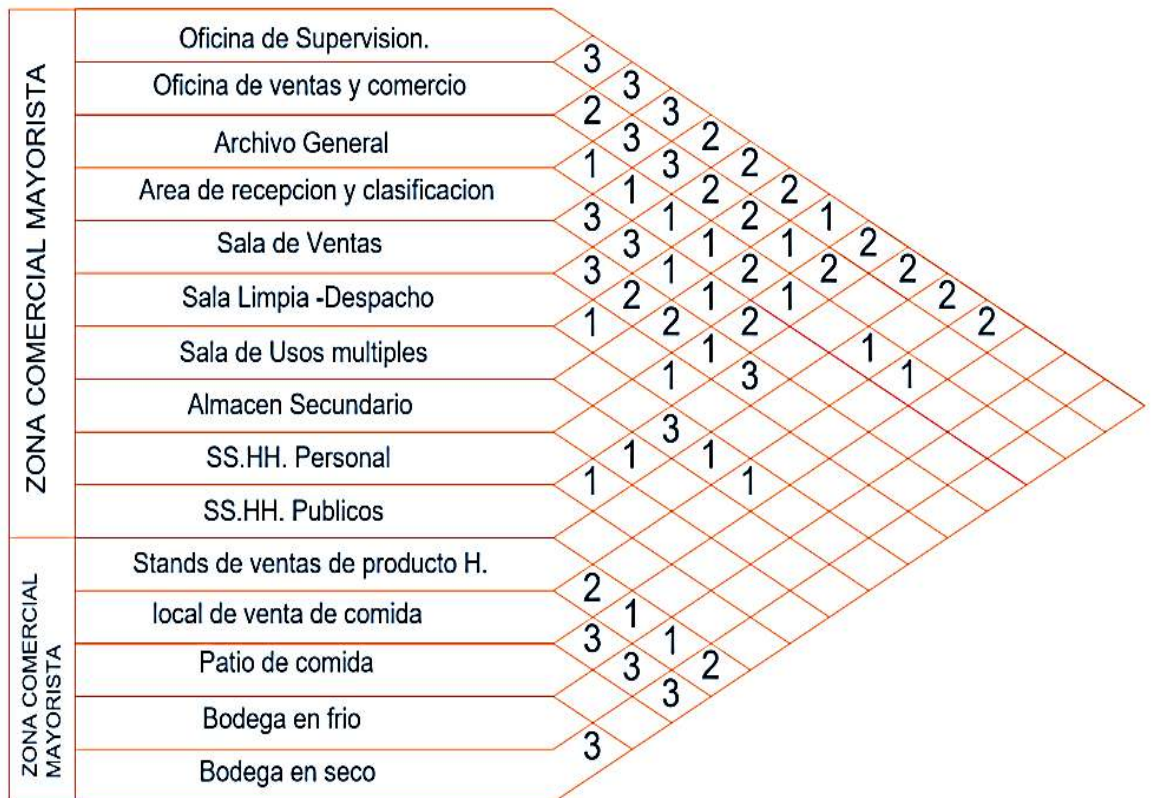 ZONA COMERCIAL MAYORISTA
Oficina de Supervision.
3
Oficina de ventas y comercio 3
2 3
Archivo General 3 2
1 3 2
Area de recepcion y clasificacion 1 2 2
3 1 2 1
Sala de Ventas 3 1 1 2
3 1 2 2 2
Sala Limpia -Despacho 2 1 1 2
1 2 2 2
Sala de Usos multiples 1 1
1 3 1
Almacen Secundario
3
SS.HH. Personal 1 1
1 1
SS.HH. Publicos
ZONA COMERCIAL
MAYORISTA
Stands de ventas de producto H.
2
local de venta de comida 1
3 1
Patio de comida 3 2
3
Bodega en frio
3
Bodega en seco